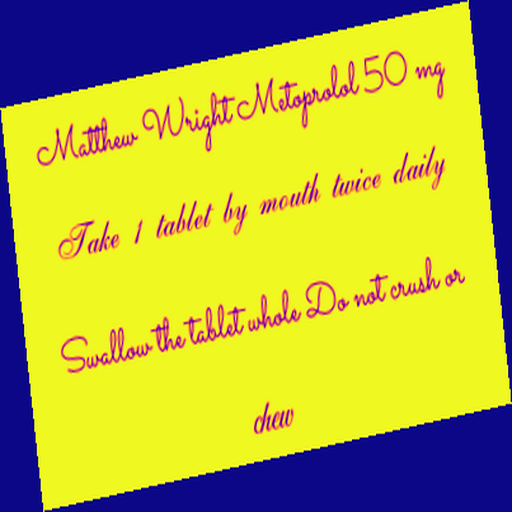 Matthew Wright Metoprolol 50 mg
Take 1 tablet by mouth twice daily
Swallow the tablet whole Do not crush or
chew